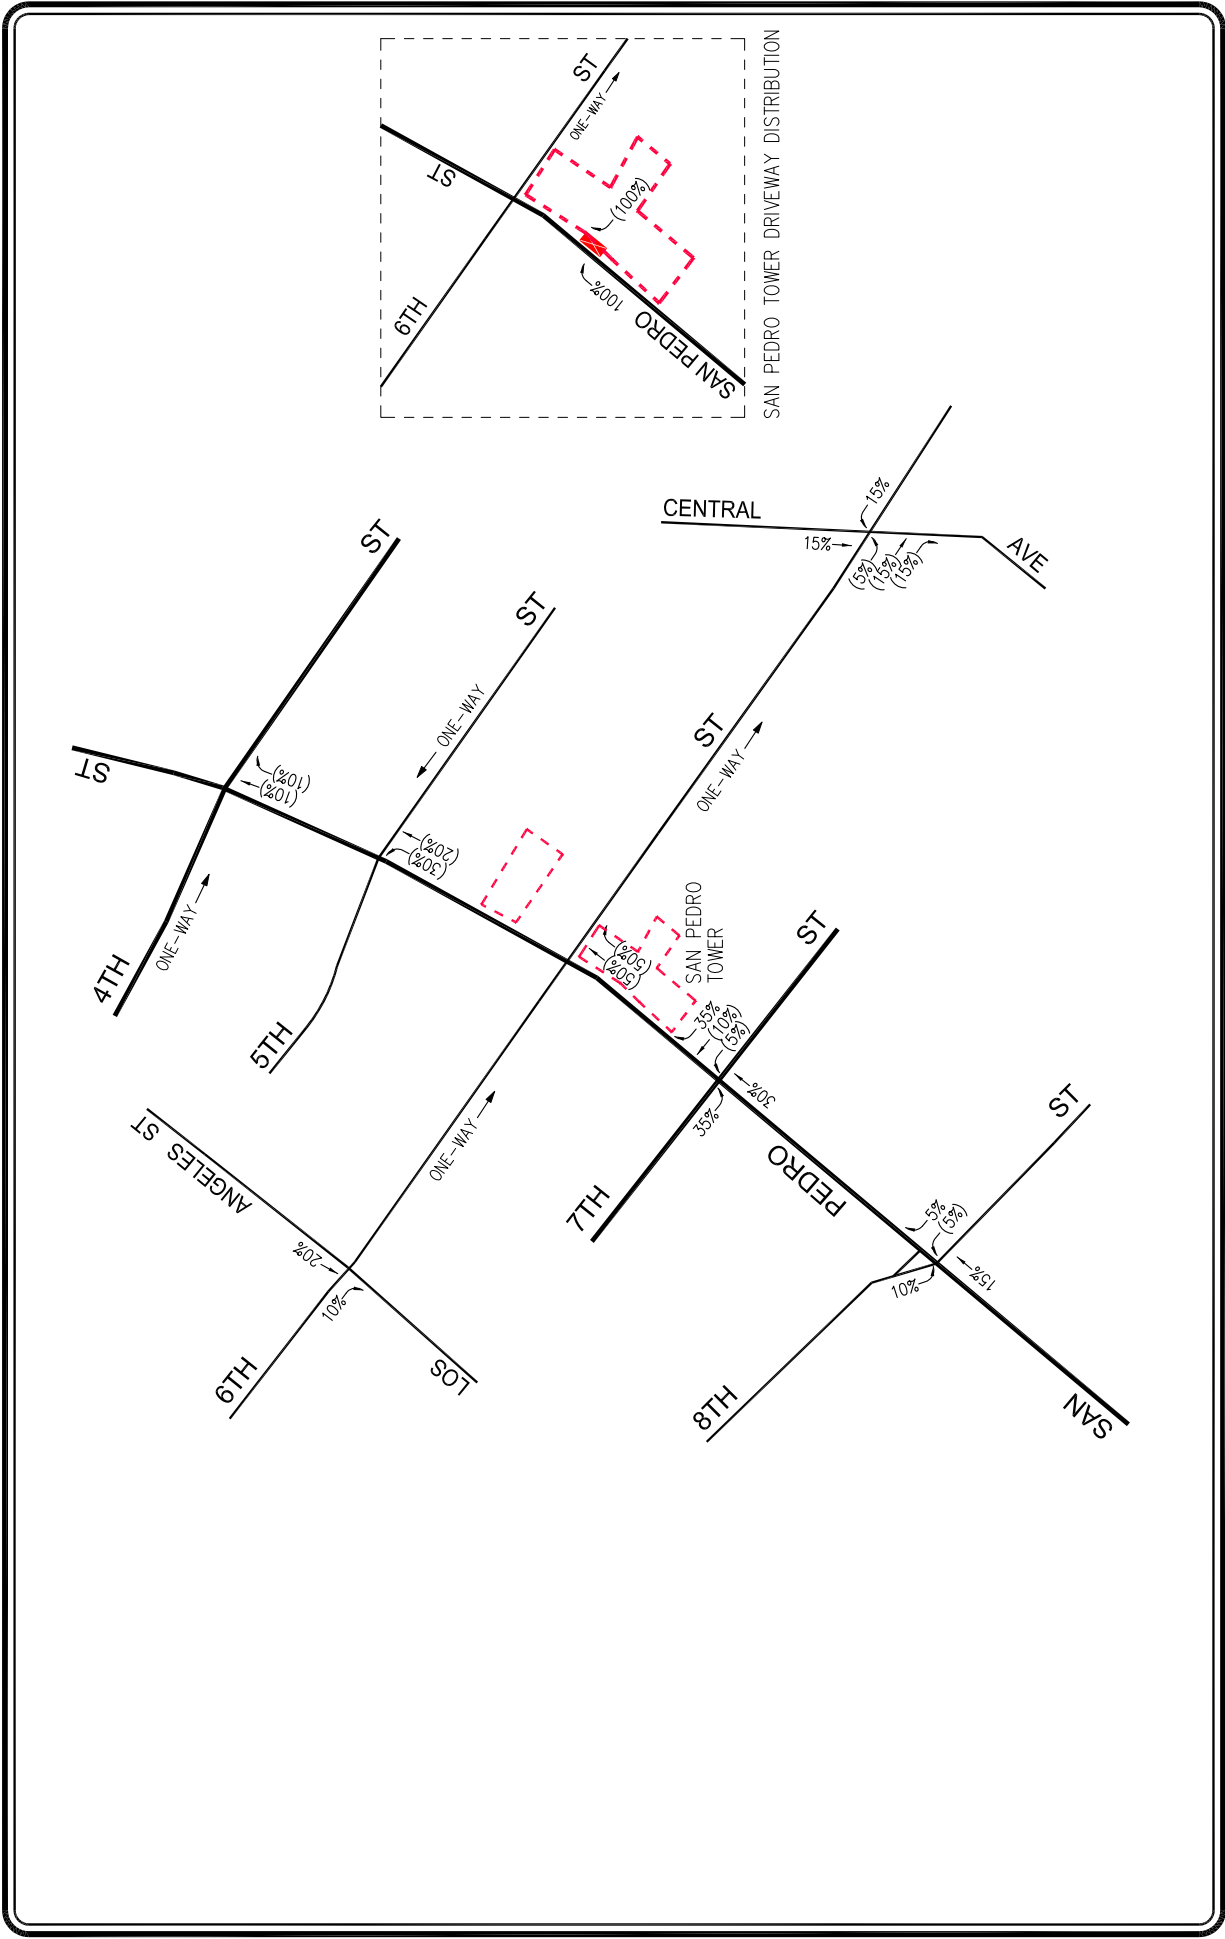 ST
ONE-WAY
ST
(100%)
100%
6TH
SAN PEDRO
SAN PEDRO TOWER DRIVEWAY DISTRIBUTION
CENTRAL
AVE
15%
15%
(5%)
(15%)
(15%)
ST
ST
(10%)
(10%)
ONE-WAY
4TH
ST
ONE-WAY
(20%)
(30%)
5TH
ST
ONE-WAY
SAN PEDRO
TOWER
(50%)
(50%)
ST
35%
(10%)
(5%)
30%
35%
7TH
PEDRO
ANGELES ST
ONE-WAY
20%
10%
LOS
6TH
ST
5%
(5%)
15%
10%
8TH
SAN